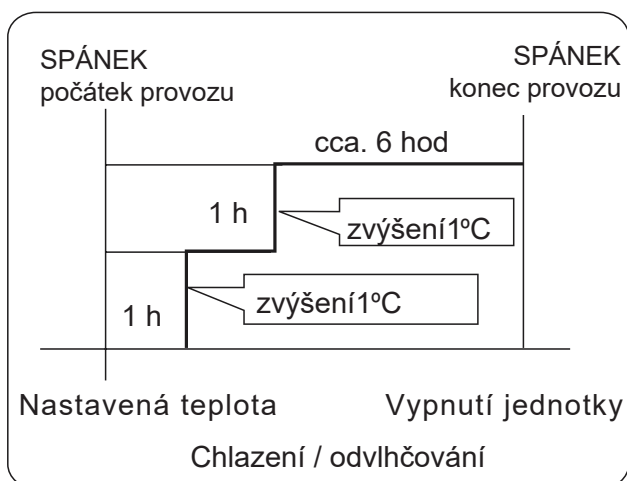 SPÁNEK
počátek provozu
SPÁNEK
konec provozu
cca. 6 hod
1 h
zvýšení1ºC
1 h
zvýšení1ºC
Nastavená teplota
Vypnutí jednotky
Chlazení / odvlhčování